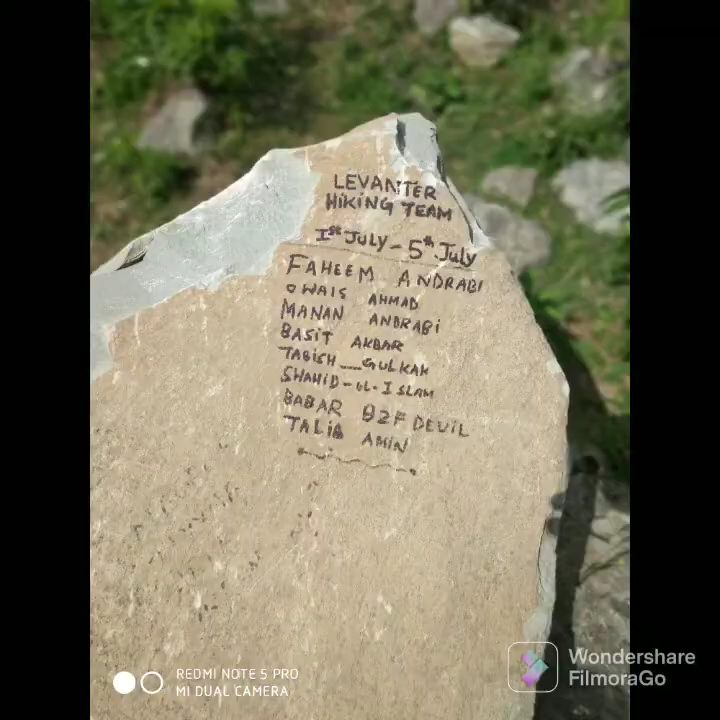 LEVANTER
HiKiNG TEAM
1st July - 5th July
FAHEEM ANDRABI
OWAIS AHMAD
MANAN ANDRABi
BASiT AKBAR
TABISH GULKAR
SHAHID-UL-ISLAM
BABAR B2F DEVIL
TALiB AMIN
REDMI NOTE 5 PRO
MI DUAL CAMERA
Wondershare
FilmoraGo